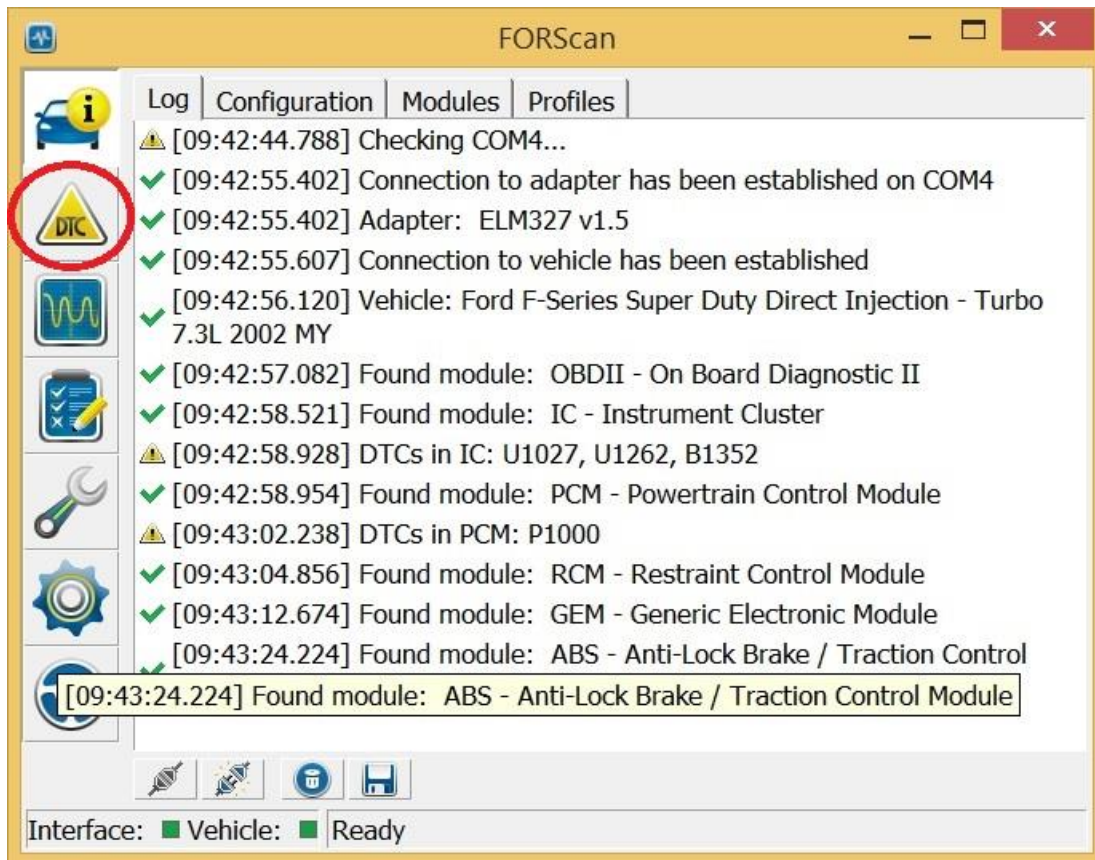 FORScan
i
Log Configuration Modules Profiles
[09:42:44.788] Checking COM4...
[09:42:55.402] Connection to adapter has been established on COM4
DTC
[09:42:55.402] Adapter: ELM327 v1.5
[09:42:55.607] Connection to vehicle has been established
[09:42:56.120] Vehicle: Ford F-Series Super Duty Direct Injection - Turbo
7.3L 2002 MY
[09:42:57.082] Found module: OBDII - On Board Diagnostic II
[09:42:58.521] Found module: IC - Instrument Cluster
[09:42:58.928] DTCs in IC: U1027, U1262, B1352
[09:42:58.954] Found module: PCM - Powertrain Control Module
[09:43:02.238] DTCs in PCM: P1000
[09:43:04.856] Found module: RCM - Restraint Control Module
[09:43:12.674] Found module: GEM - Generic Electronic Module
[09:43:24.224] Found module: ABS - Anti-Lock Brake / Traction Control
[09:43:24.224] Found module: ABS - Anti-Lock Brake / Traction Control Module
Interface: Vehicle: Ready